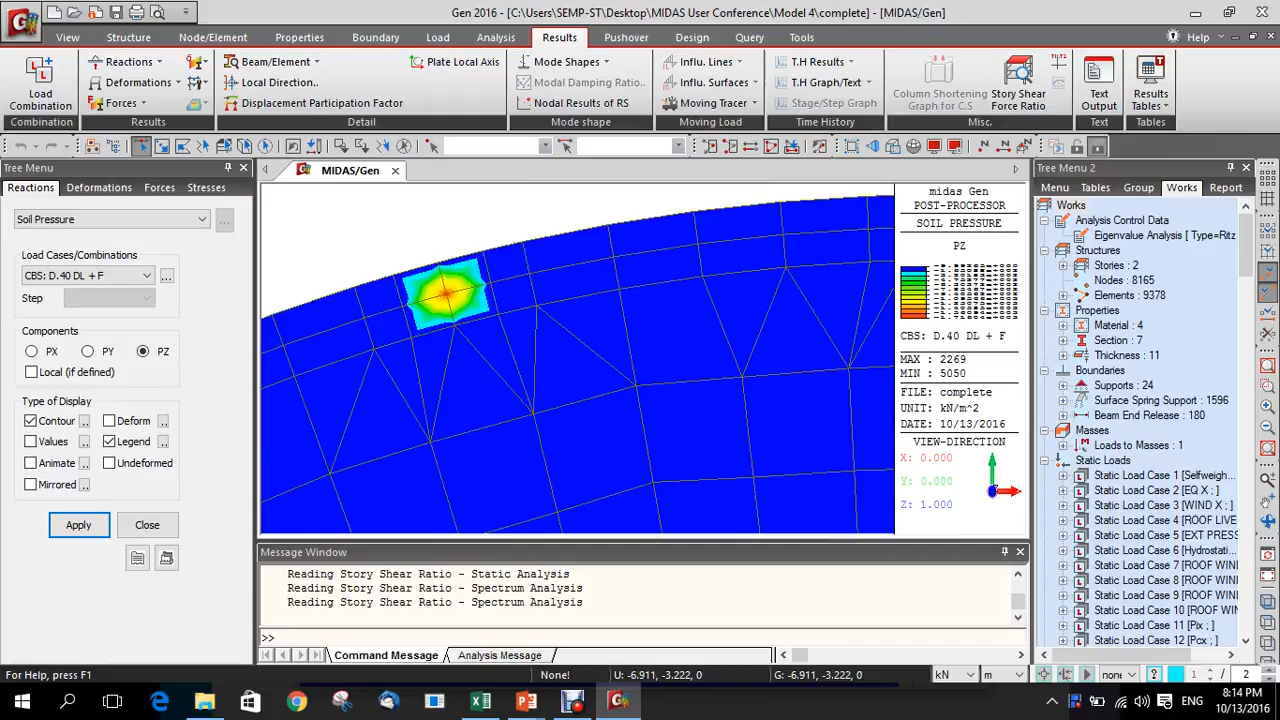 Gen 2016 - [C:\Users\SEMP-ST\Desktop\MIDAS User Conference\Model 4\complete] - [MIDAS/Gen]
View Structure Node/Element Properties Boundary Load Analysis Results Pushover Design Query Tools Help
Load Combination
Combination
Reactions
Deformations
Forces
Results
Beam/Element
Local Direction
Displacement Participation Factor
Plate Local Axis
Detail
Mode Shapes
Modal Damping Ratio..
Nodal Results of RS
Mode shape
Influ. Lines
Influ. Surfaces
Moving Tracer
Moving Load
T.H Results
T.H Graph/Text
Stage/Step Graph
Time History
Column Shortening Graph for C.S
Story Shear Force Ratio
Misc.
Text Output
Text
Results Tables
Tables
Tree Menu
Reactions Deformations Forces Stresses
Soil Pressure
...
Load Cases/Combinations
CBS: D.40 DL + F
...
Step
Components
PX PY PZ
Local (if defined)
Type of Display
Contour .. Deform ..
Values .. Legend ..
Animate .. Undeformed
Mirrored ..
Apply Close
MIDAS/Gen
midas Gen
POST-PROCESSOR
SOIL PRESSURE
PZ
CBS: D.40 DL + F
MAX : 2269
MIN : 5050
FILE: complete
UNIT: kN/m^2
DATE: 10/13/2016
VIEW-DIRECTION
X: 0.000
Y: 0.000
Z: 1.000
Message Window
Reading Story Shear Ratio - Static Analysis
Reading Story Shear Ratio - Spectrum Analysis
Reading Story Shear Ratio - Spectrum Analysis
>>
Command Message Analysis Message
Tree Menu 2
Menu Tables Group Works Report
Works
Analysis Control Data
Eigenvalue Analysis [ Type=Ritz
Structures
Stories : 2
Nodes : 8165
Elements : 9378
Properties
Material : 4
Section : 7
Thickness : 11
Boundaries
Supports : 24
Surface Spring Support : 1596
Beam End Release : 180
Masses
Loads to Masses : 1
Static Loads
Static Load Case 1 [Selfweigh
Static Load Case 2 [EQ X ; ]
Static Load Case 3 [WIND X ; ]
Static Load Case 4 [ROOF LIVE
Static Load Case 5 [EXT PRESS
Static Load Case 6 [Hydrostati
Static Load Case 7 [ROOF WIN
Static Load Case 8 [ROOF WIN
Static Load Case 9 [ROOF WIN
Static Load Case 10 [ROOF WI
Static Load Case 11 [Pix ; ]
Static Load Case 12 [Pcx ; ]
For Help, press F1
None!
U: -6.911, -3.222, 0
G: -6.911, -3.222, 0
kN
m
none
?
1 / 2
8:14 PM
10/13/2016